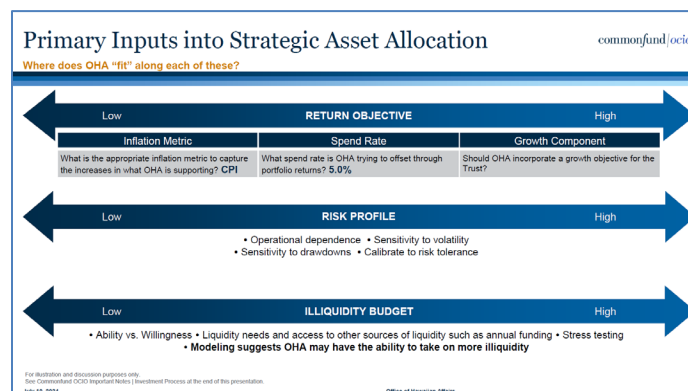 Primary Inputs into Strategic Asset Allocation
commonfund|ocio
Where does OHA “fit” along each of these?
Low RETURN OBJECTIVE High
Inflation Metric Spend Rate Growth Component
What is the appropriate inflation metric to capture
the increases in what OHA is supporting? CPI
What spend rate is OHA trying to offset through
portfolio returns? 5.0%
Should OHA incorporate a growth objective for the
Trust?
Low RISK PROFILE High
• Operational dependence • Sensitivity to volatility
• Sensitivity to drawdowns • Calibrate to risk tolerance
Low ILLIQUIDITY BUDGET High
• Ability vs. Willingness • Liquidity needs and access to other sources of liquidity such as annual funding • Stress testing
• Modeling suggests OHA may have the ability to take on more illiquidity
For illustration and discussion purposes only.
See Commonfund OCIO Important Notes | Investment Process at the end of this presentation.
Office of Hawaiian Affairs